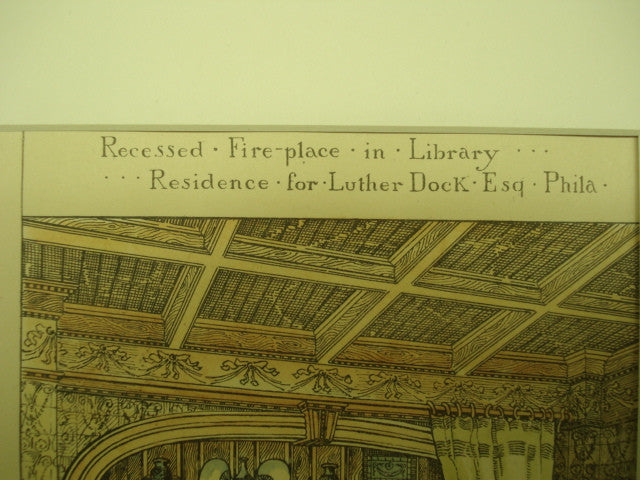 Recessed · Fire-place · in · Library · · ·
· · · Residence · for · Luther Dock · Esq · Phila ·